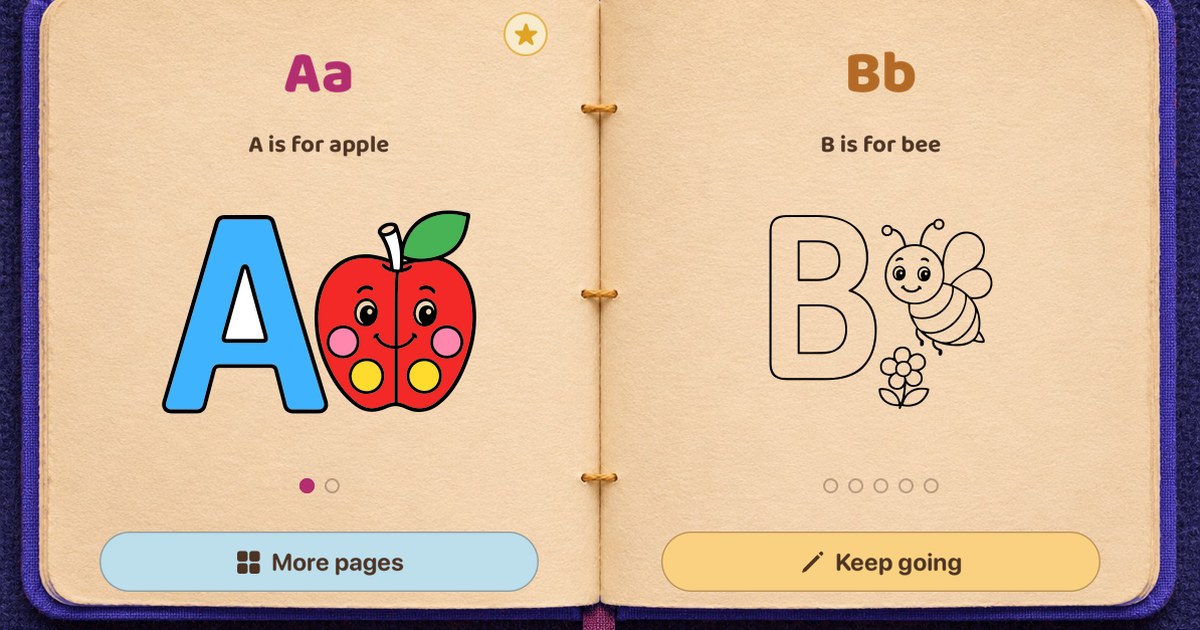 Aa
A is for apple
A
More pages
Bb
B is for bee
B
Keep going